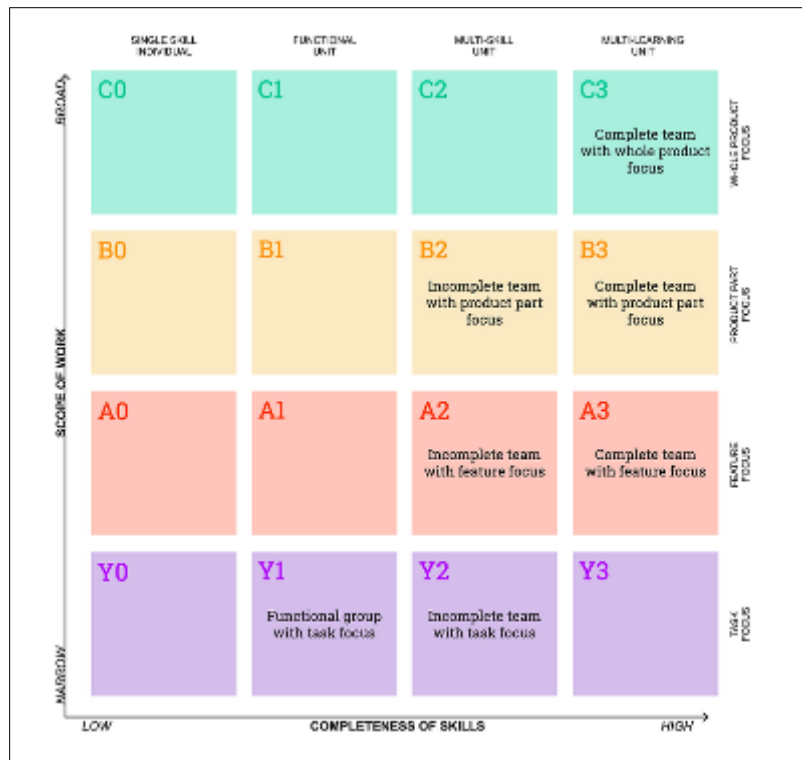 SINGLE SKILL
INDIVIDUAL
FUNCTIONAL
UNIT
MULTI-SKILL
UNIT
MULTI-LEARNING
UNIT
BROAD
C0
C1
C2
C3
Complete team
with whole product
focus
WHOLE PRODUCT
FOCUS
B0
B1
B2
Incomplete team
with product part
focus
B3
Complete team
with product part
focus
PRODUCT PART
FOCUS
SCOPE OF WORK
A0
A1
A2
Incomplete team
with feature focus
A3
Complete team
with feature focus
FEATURE
FOCUS
Y0
Y1
Functional group
with task focus
Y2
Incomplete team
with task focus
Y3
TASK
FOCUS
NARROW
LOW
COMPLETENESS OF SKILLS
HIGH